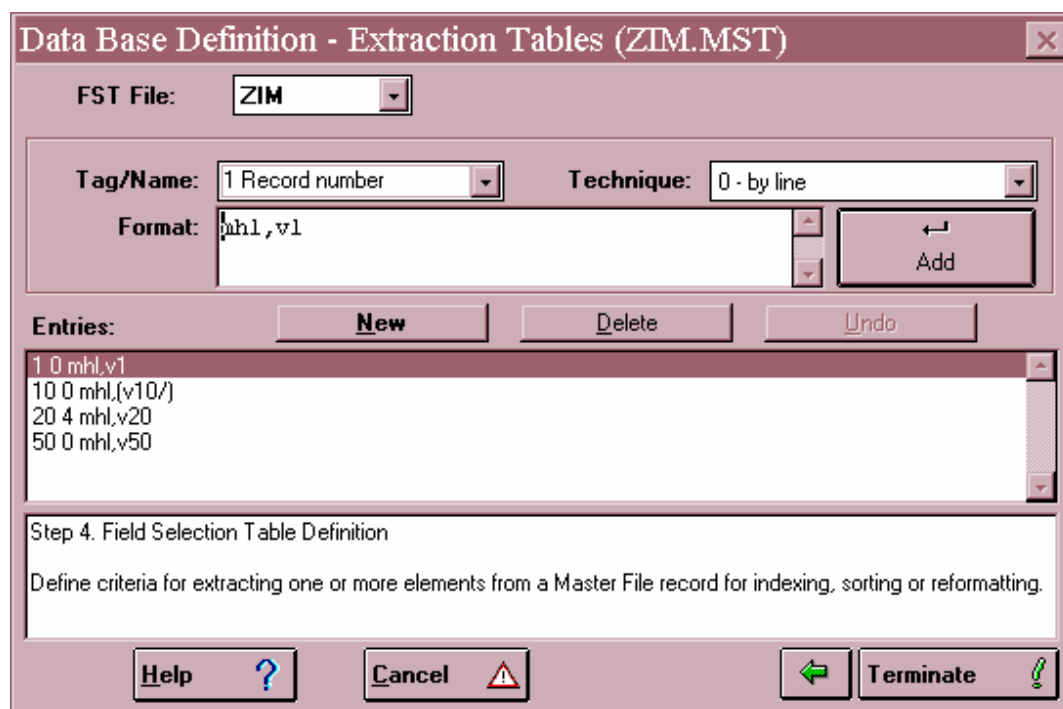 Data Base Definition - Extraction Tables (ZIM.MST)
FST File: ZIM
Tag/Name: 1 Record number Technique: 0 - by line
Format: mhl,v1
Add
Entries: New Delete Undo
1 0 mhl,v1
10 0 mhl,(v10/)
20 4 mhl,v20
50 0 mhl,v50
Step 4. Field Selection Table Definition
Define criteria for extracting one or more elements from a Master File record for indexing, sorting or reformatting.
Help ? Cancel Terminate